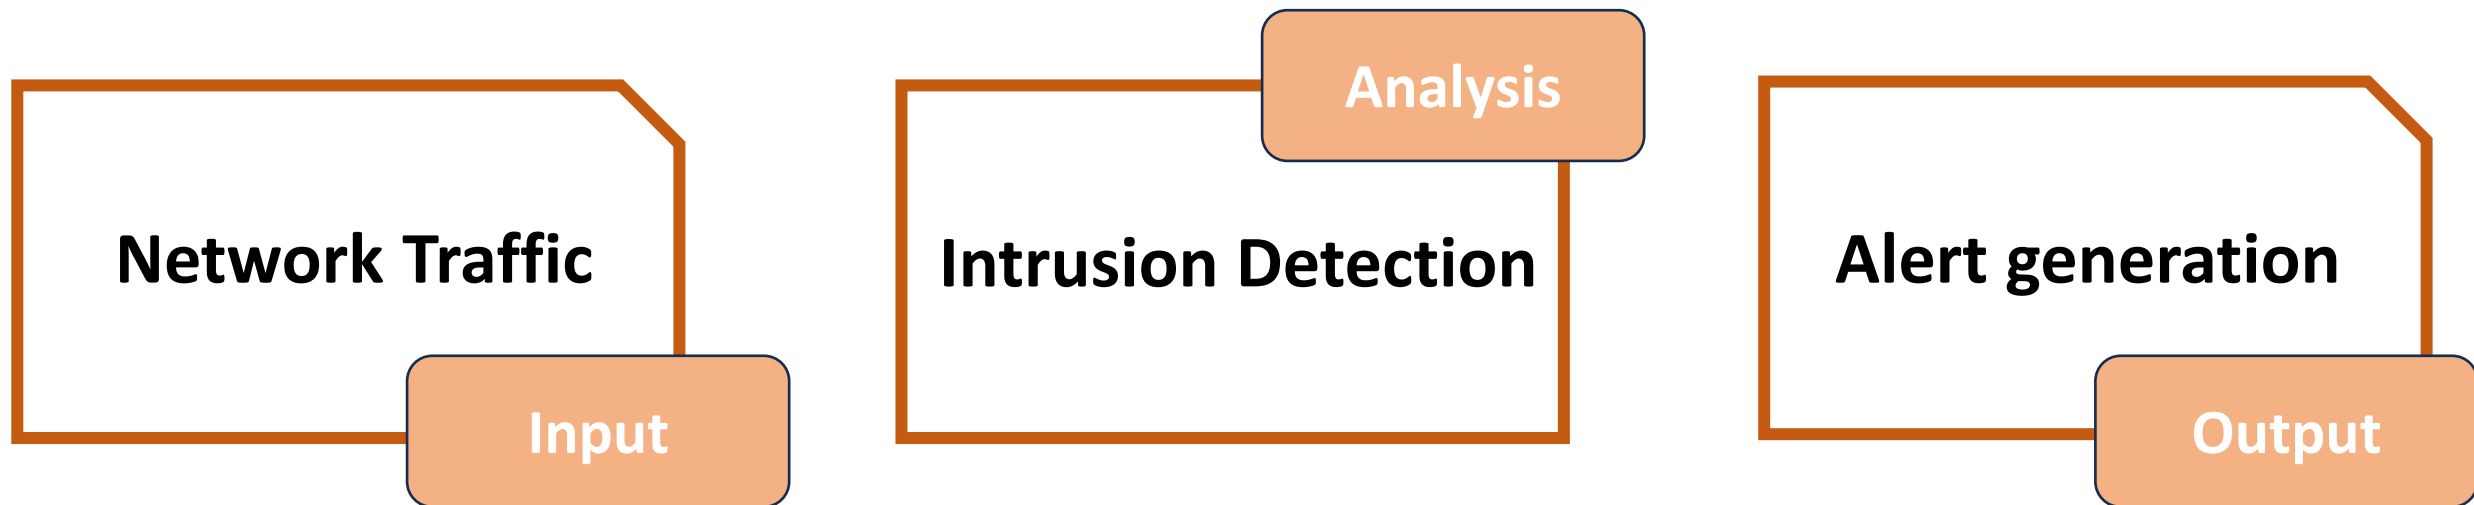 Network Traffic
Input
Analysis
Intrusion Detection
Alert generation
Output